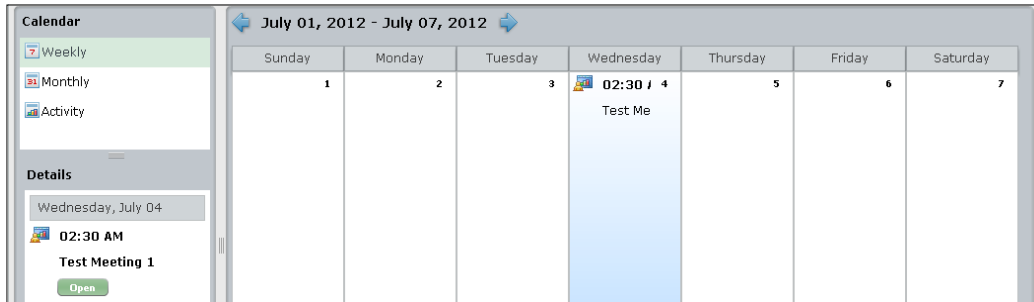 Calendar
7 Weekly
31 Monthly
Activity
Details
Wednesday, July 04
02:30 AM
Test Meeting 1
Open
July 01, 2012 - July 07, 2012
Sunday Monday Tuesday Wednesday Thursday Friday Saturday
1 2 3 02:30 4 5 6 7
Test Me